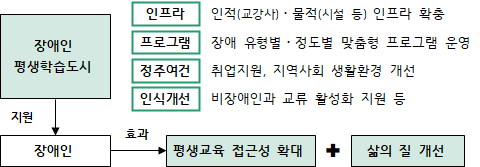 인프라 인적(교강사)·물적(시설 등) 인프라 확충
프로그램 장애 유형별·정도별 맞춤형 프로그램 운영
정주여건 취업지원, 지역사회 생활환경 개선
인식개선 비장애인과 교류 활성화 지원 등
장애인
평생학습도시
지원
장애인
효과
평생교육 접근성 확대 + 삶의 질 개선